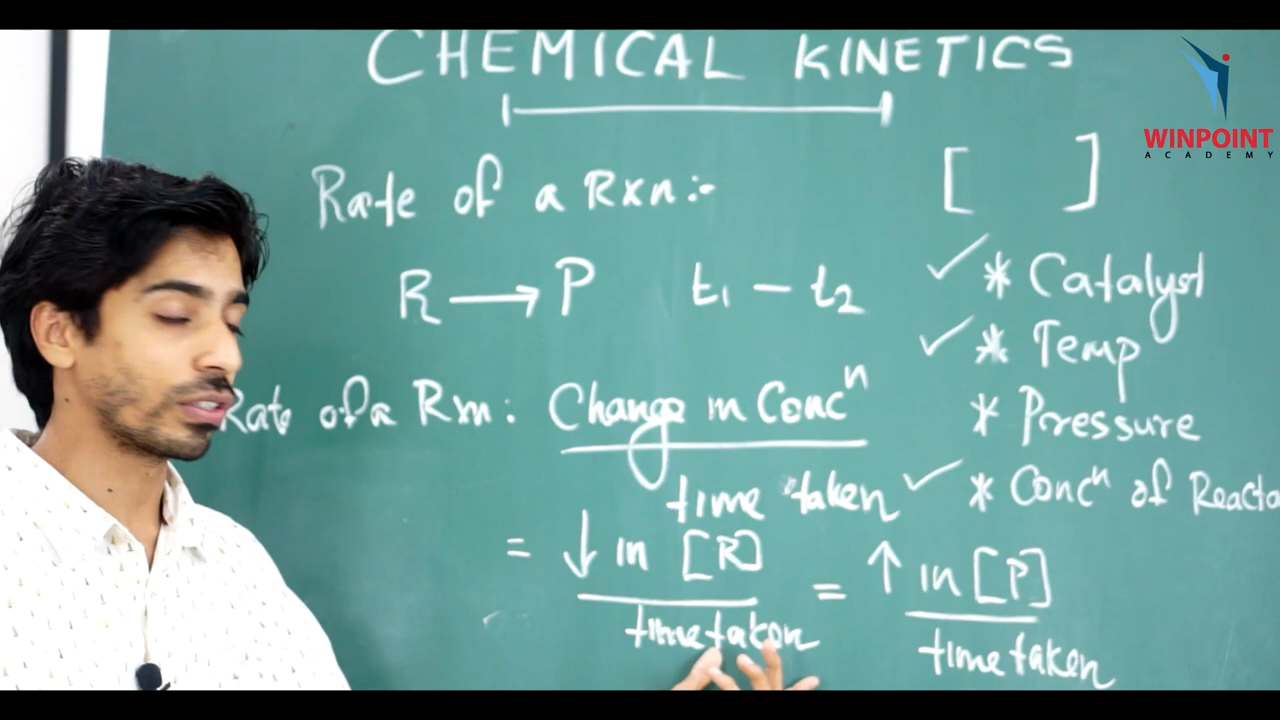 CHEMICAL KINETICS
WINPOINT
ACADEMY
Rate of a Rxn:-
[ ]
R → P t₁ – t₂
✓ * Catalyst
✓ * Temp
Rate of a Rxn: Change in Concⁿ
time taken
* Pressure
✓ * Concⁿ of Reacta
= ↓ in [R] = ↑ in [P]
time taken time taken